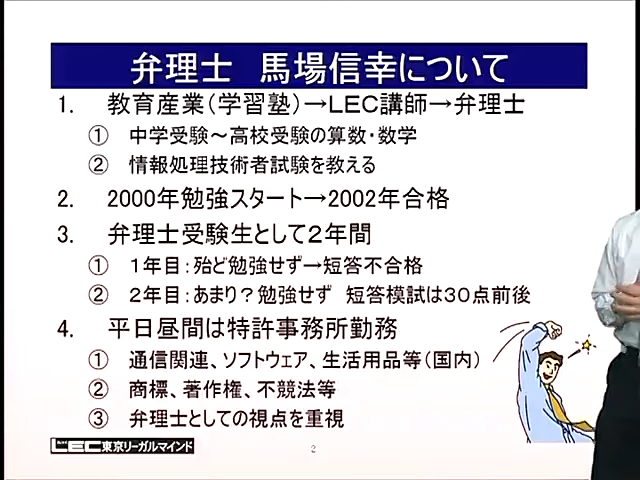 弁理士　馬場信幸について
1. 教育産業（学習塾）→LEC講師→弁理士
① 中学受験～高校受験の算数・数学
② 情報処理技術者試験を教える
2. 2000年勉強スタート→2002年合格
3. 弁理士受験生として２年間
① １年目：殆ど勉強せず→短答不合格
② ２年目：あまり？勉強せず　短答模試は３０点前後
4. 平日昼間は特許事務所勤務
① 通信関連、ソフトウェア、生活用品等（国内）
② 商標、著作権、不競法等
③ 弁理士としての視点を重視
LEC東京リーガルマインド
2